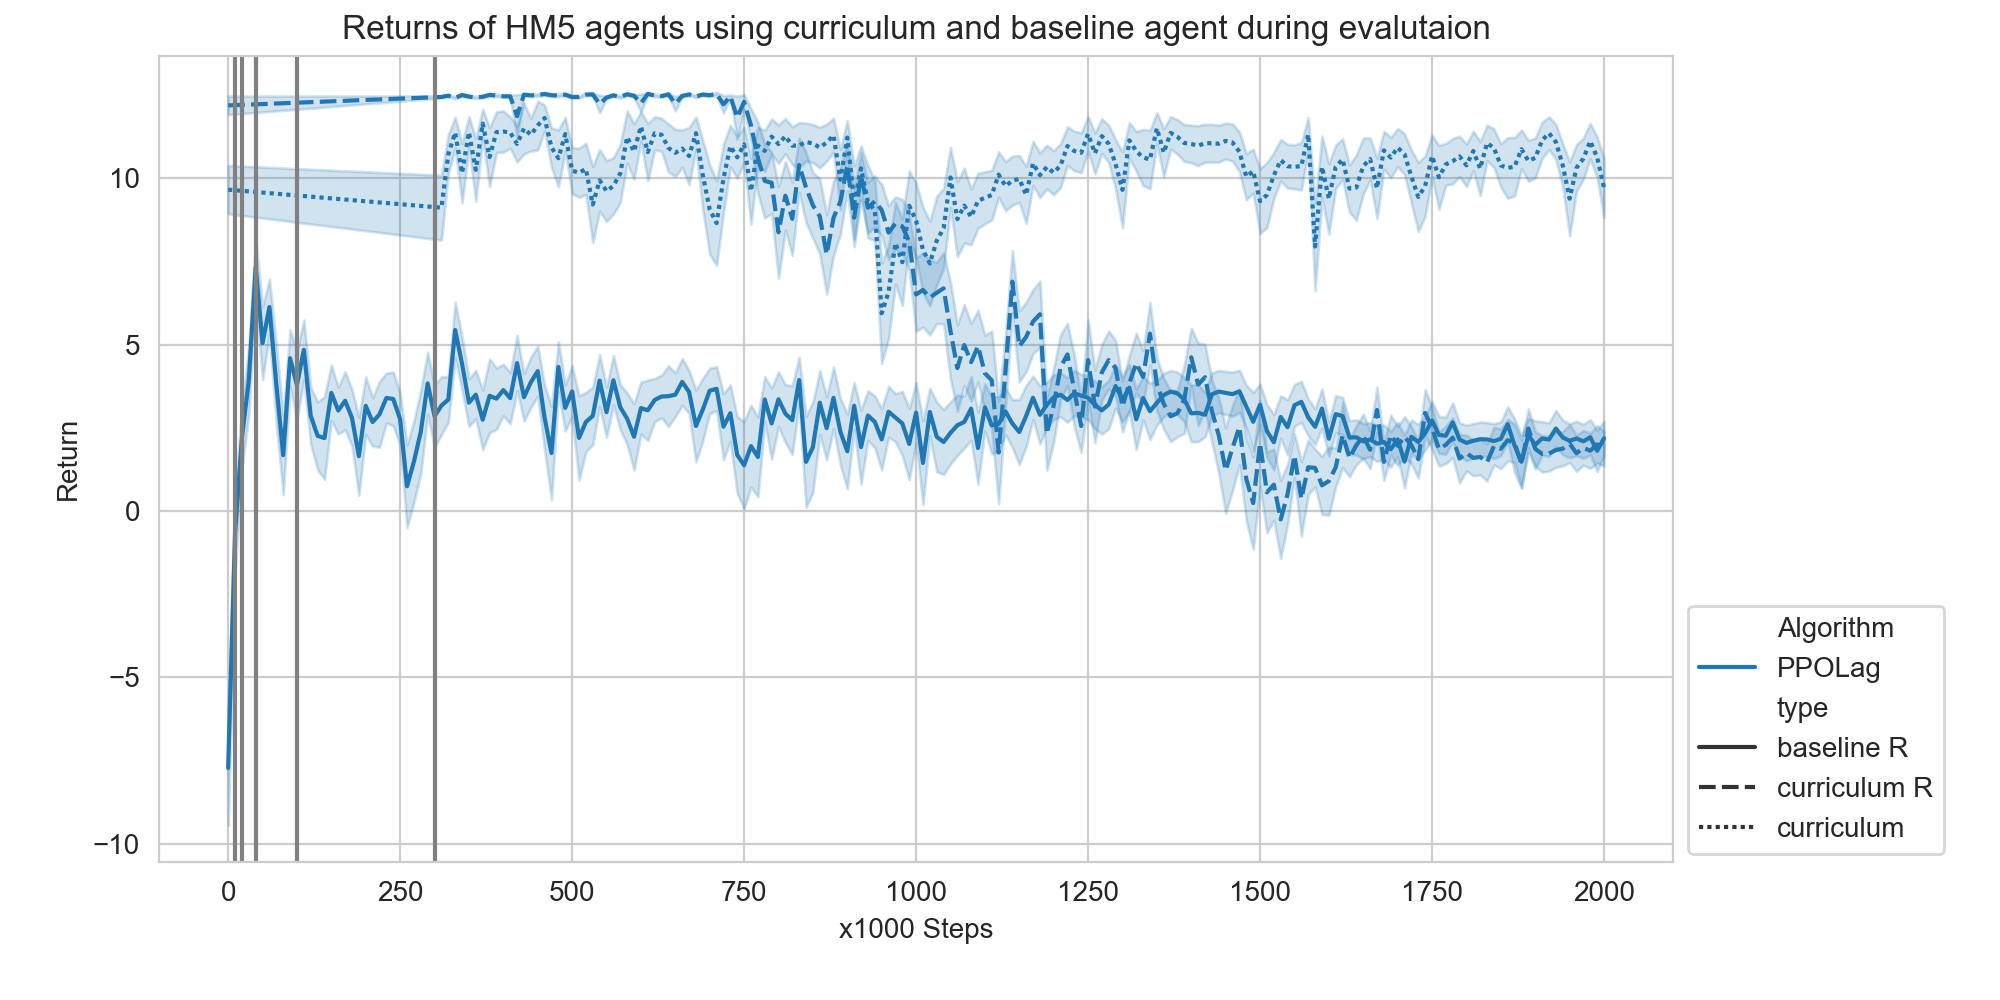 Returns of HM5 agents using curriculum and baseline agent during evalutaion
Return
10
5
0
−5
−10
0 250 500 750 1000 1250 1500 1750 2000
x1000 Steps
Algorithm
PPOLag
type
baseline R
curriculum R
curriculum